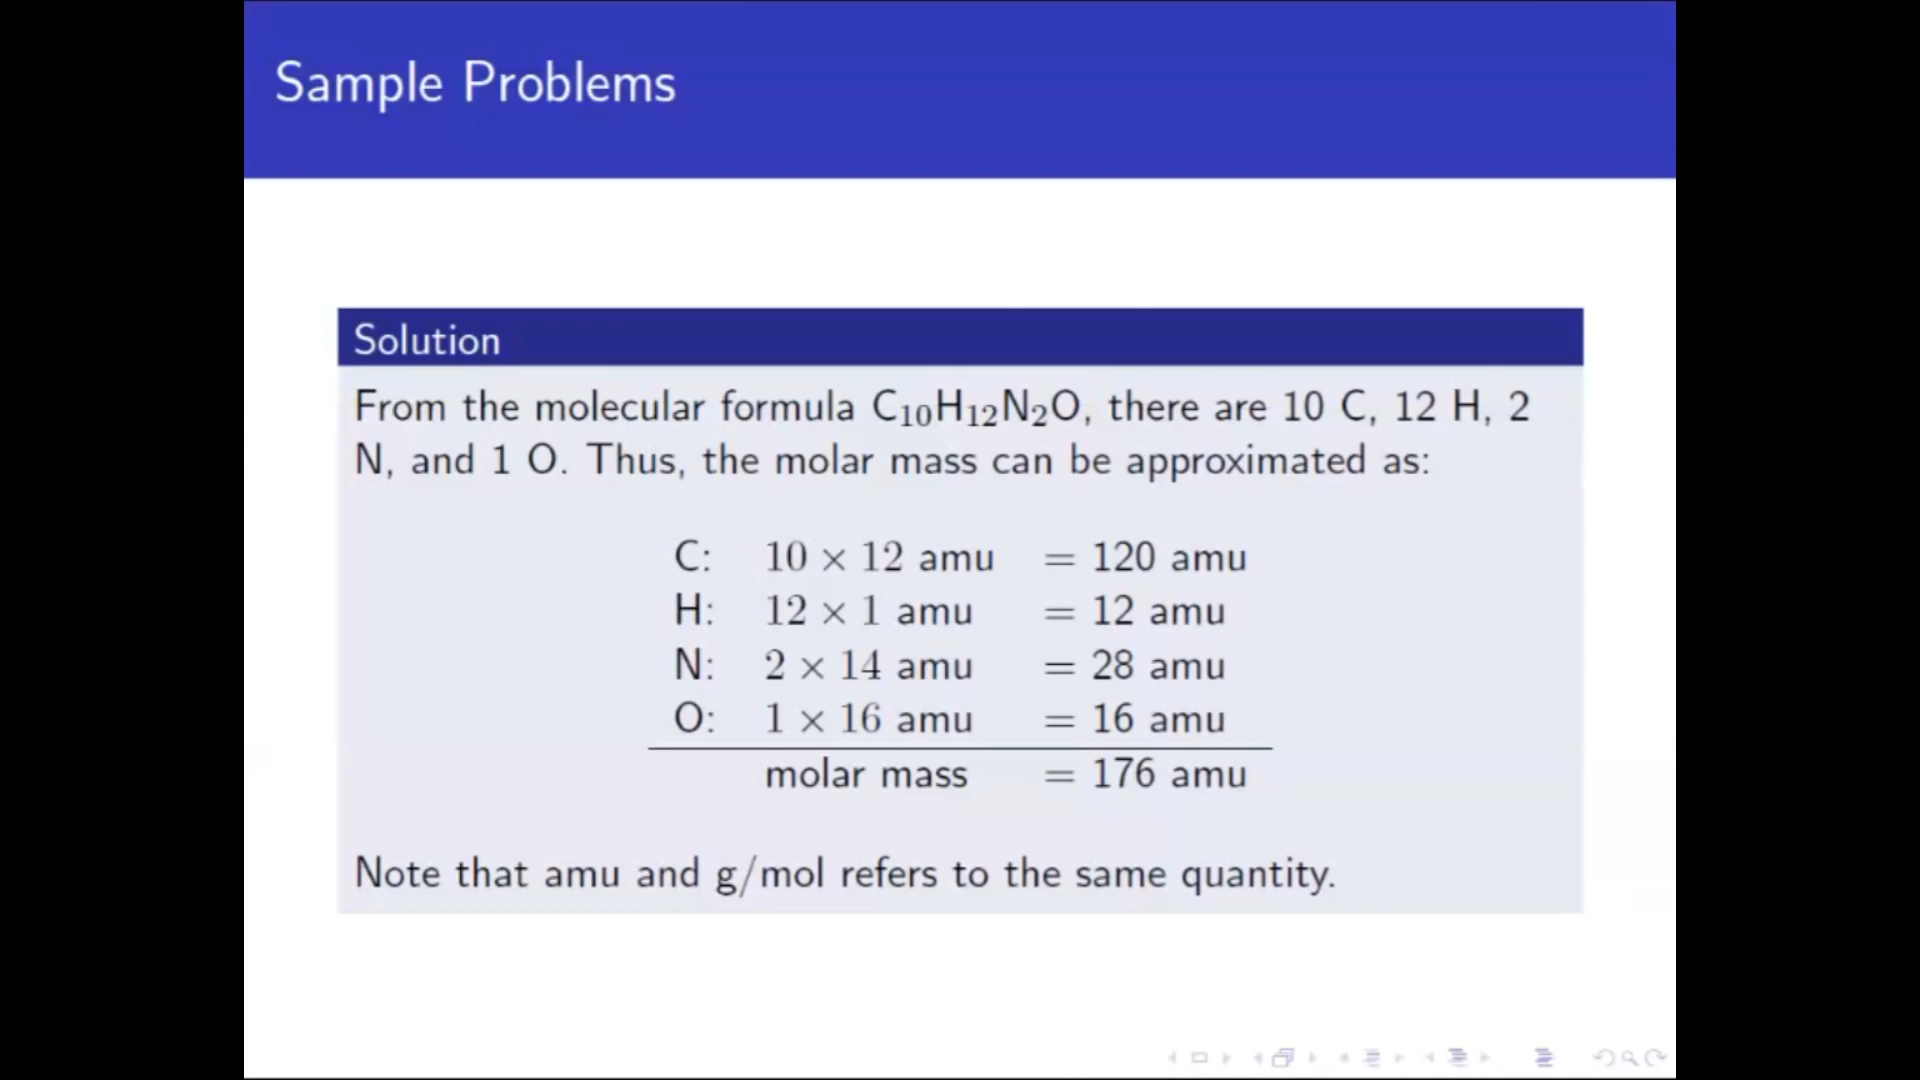 Sample Problems
Solution
From the molecular formula C₁₀H₁₂N₂O, there are 10 C, 12 H, 2
N, and 1 O. Thus, the molar mass can be approximated as:
C: 10 × 12 amu = 120 amu
H: 12 × 1 amu = 12 amu
N: 2 × 14 amu = 28 amu
O: 1 × 16 amu = 16 amu
molar mass = 176 amu
Note that amu and g/mol refers to the same quantity.